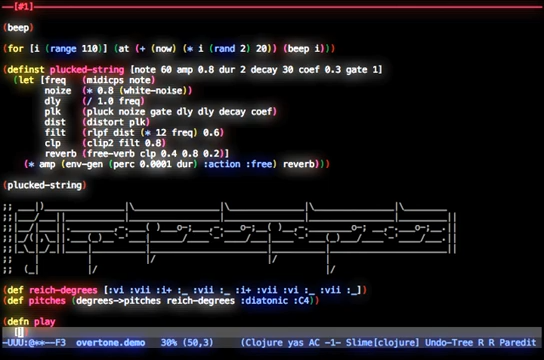 [#1]
(beep)
(for [i (range 110)] (at (+ (now) (* i (rand 2) 20)) (beep i)))
(definst plucked-string [note 60 amp 0.8 dur 2 decay 30 coef 0.3 gate 1]
(let [freq (midicps note)
noize (* 0.8 (white-noise))
dly (/ 1.0 freq)
plk (pluck noize gate dly dly decay coef)
dist (distort plk)
filt (rlpf dist (* 12 freq) 0.6)
clp (clip2 filt 0.8)
reverb (free-verb clp 0.4 0.8 0.2)]
(* amp (env-gen (perc 0.0001 dur) :action :free) reverb)))
(plucked-string)
(def reich-degrees [:vi :vii :i+ :_ :vii :_ :i+ :vii :vi :_ :vii :_])
(def pitches (degrees->pitches reich-degrees :diatonic :C4))
(defn play
-UUU:@**--F3 overtone.demo 30% (50,3) (Clojure yas AC -1- Slime[clojure] Undo-Tree R R Paredit